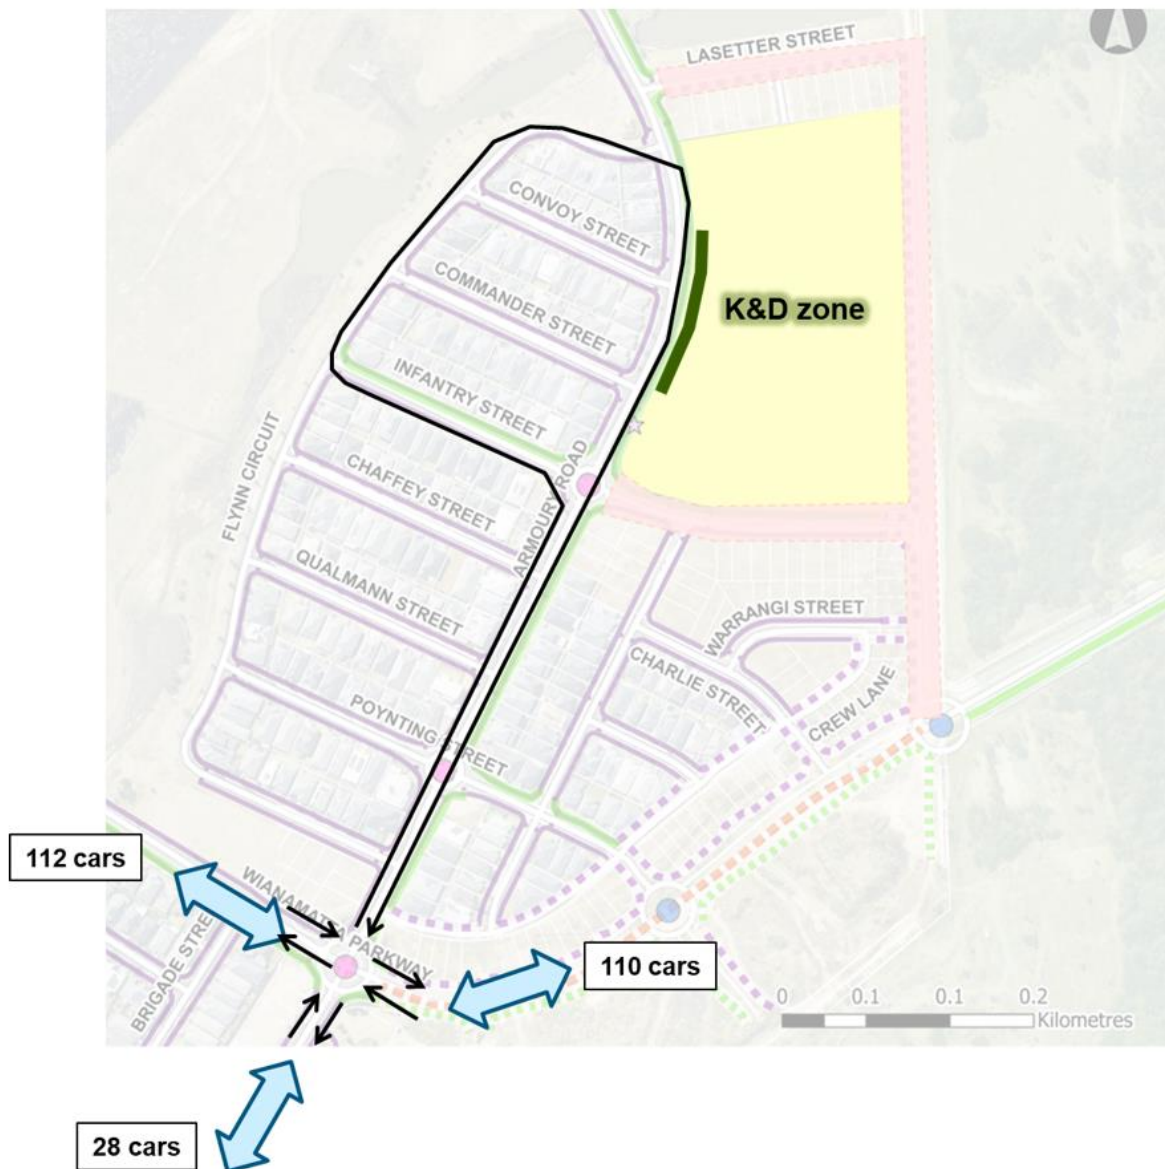 LASETTER STREET
CONVOY STREET
COMMANDER STREET
K&D zone
INFANTRY STREET
ARMOURY ROAD
FLYNN CIRCUIT
CHAFFEY STREET
QUALMANN STREET
WARRANGI STREET
CHARLIE STREET
CREW LANE
POYNTING STREET
112 cars
WIANAMATTA PARKWAY
BRIGADE STRE
110 cars
0 0.1 0.1 0.2
Kilometres
28 cars